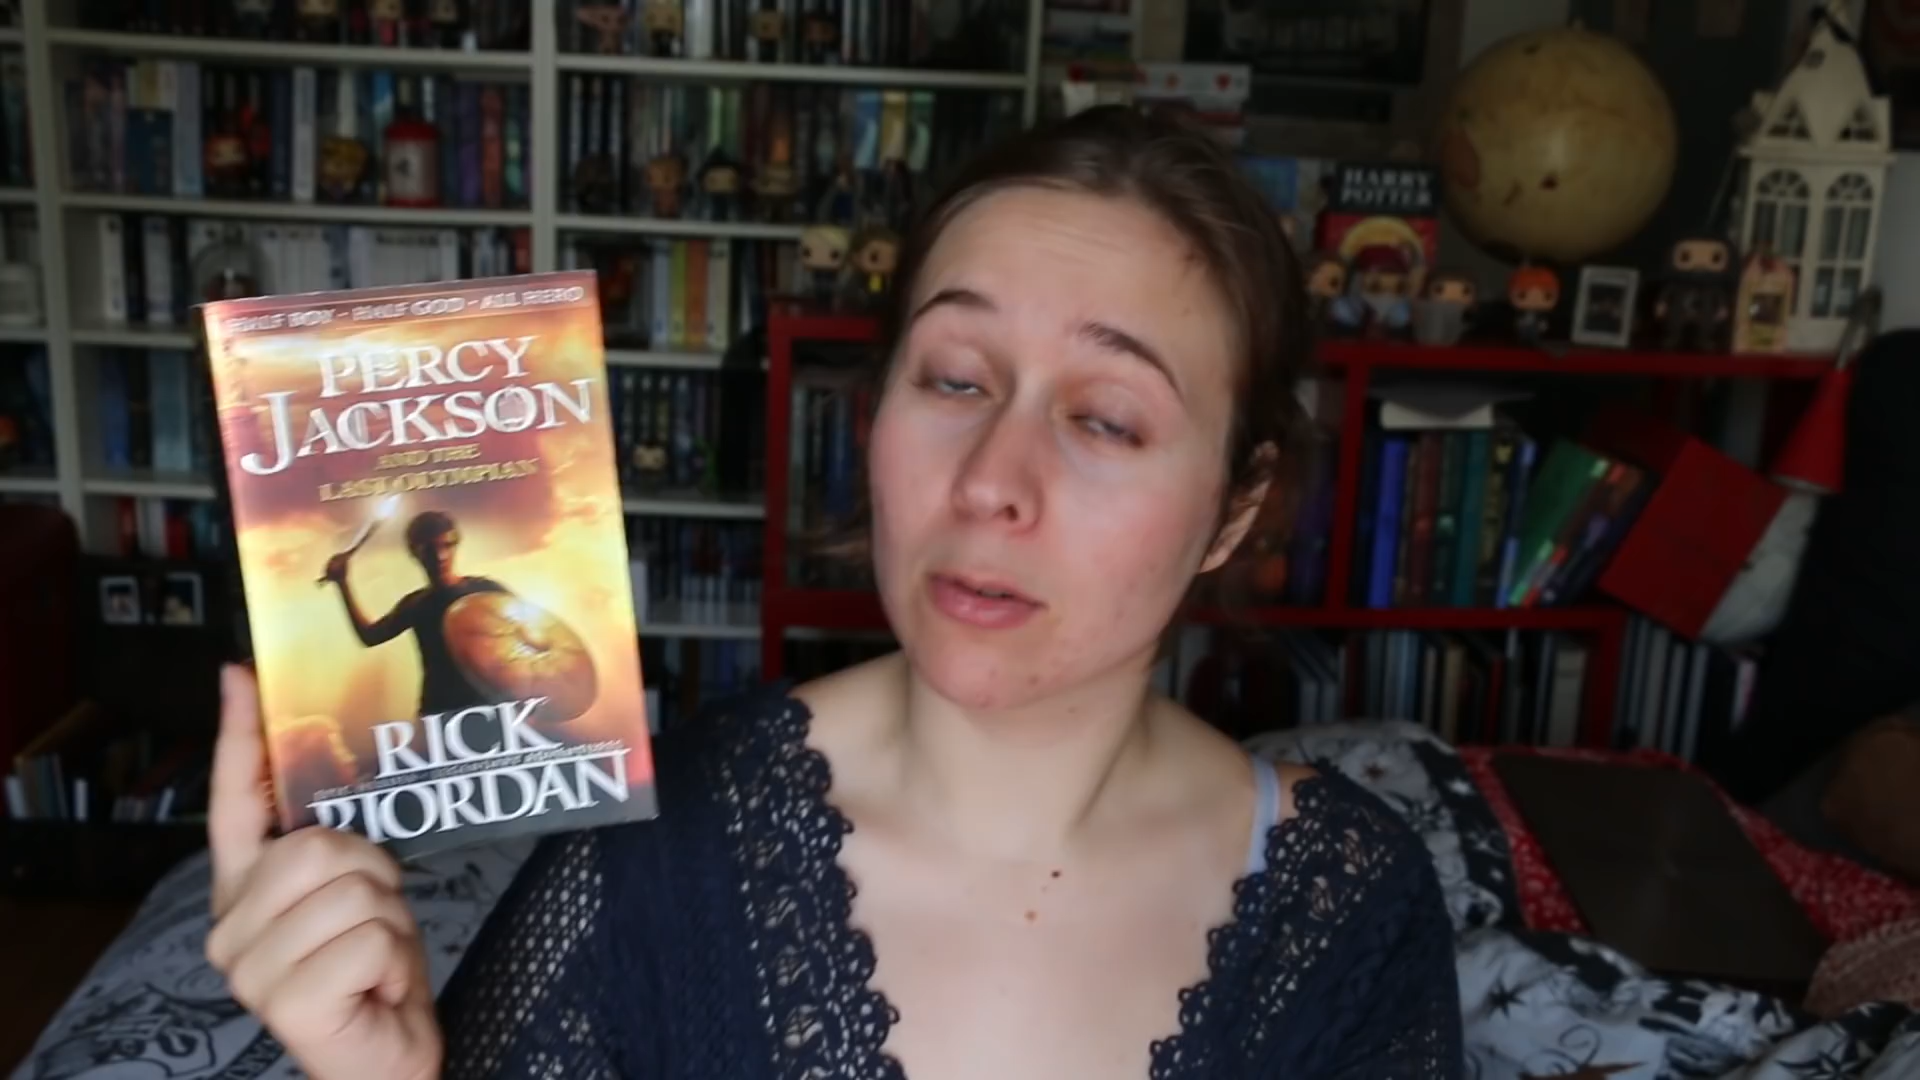 HALF BOY - HALF GOD - ALL HERO
PERCY
JACKSON
AND THE
LAST OLYMPIAN
RICK
RIORDAN
HARRY
POTTER